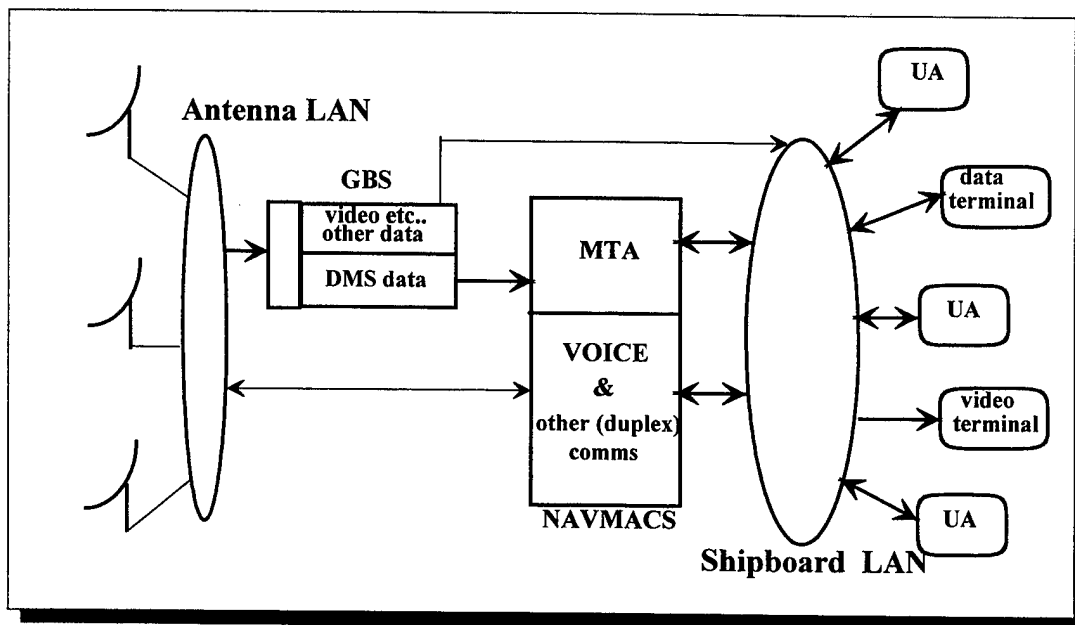 Antenna LAN
GBS
video etc..
other data
DMS data
MTA
VOICE
&
other (duplex)
comms
NAVMACS
Shipboard LAN
UA
data
terminal
UA
video
terminal
UA